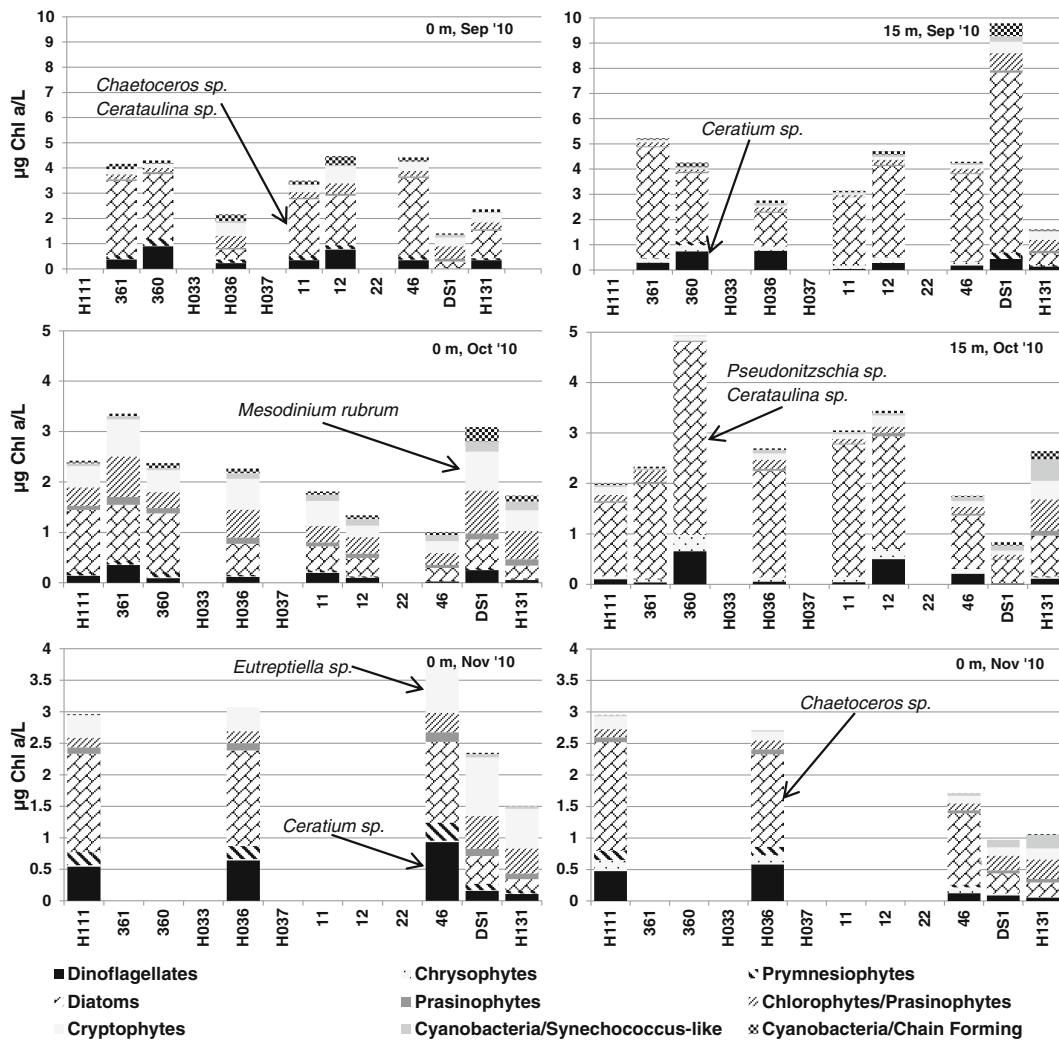 0 m, Sep '10
µg Chl a/L
10
9
8
7
6
5
4
3
2
1
0
Chaetoceros sp.
Cerataulina sp.
H111
361
360
H033
H036
H037
11
12
22
46
DS1
H131
15 m, Sep '10
10
9
8
7
6
5
4
3
2
1
0
Ceratium sp.
H111
361
360
H033
H036
H037
11
12
22
46
DS1
H131
0 m, Oct '10
µg Chl a/L
5
4
3
2
1
0
Mesodinium rubrum
H111
361
360
H033
H036
H037
11
12
22
46
DS1
H131
15 m, Oct '10
5
4
3
2
1
0
Pseudonitzschia sp.
Cerataulina sp.
H111
361
360
H033
H036
H037
11
12
22
46
DS1
H131
0 m, Nov '10
µg Chl a/L
4
3.5
3
2.5
2
1.5
1
0.5
0
Eutreptiella sp.
Ceratium sp.
H111
361
360
H033
H036
H037
11
12
22
46
DS1
H131
0 m, Nov '10
4
3.5
3
2.5
2
1.5
1
0.5
0
Chaetoceros sp.
H111
361
360
H033
H036
H037
11
12
22
46
DS1
H131
Dinoflagellates
Chrysophytes
Prymnesiophytes
Diatoms
Prasinophytes
Chlorophytes/Prasinophytes
Cryptophytes
Cyanobacteria/Synechococcus-like
Cyanobacteria/Chain Forming